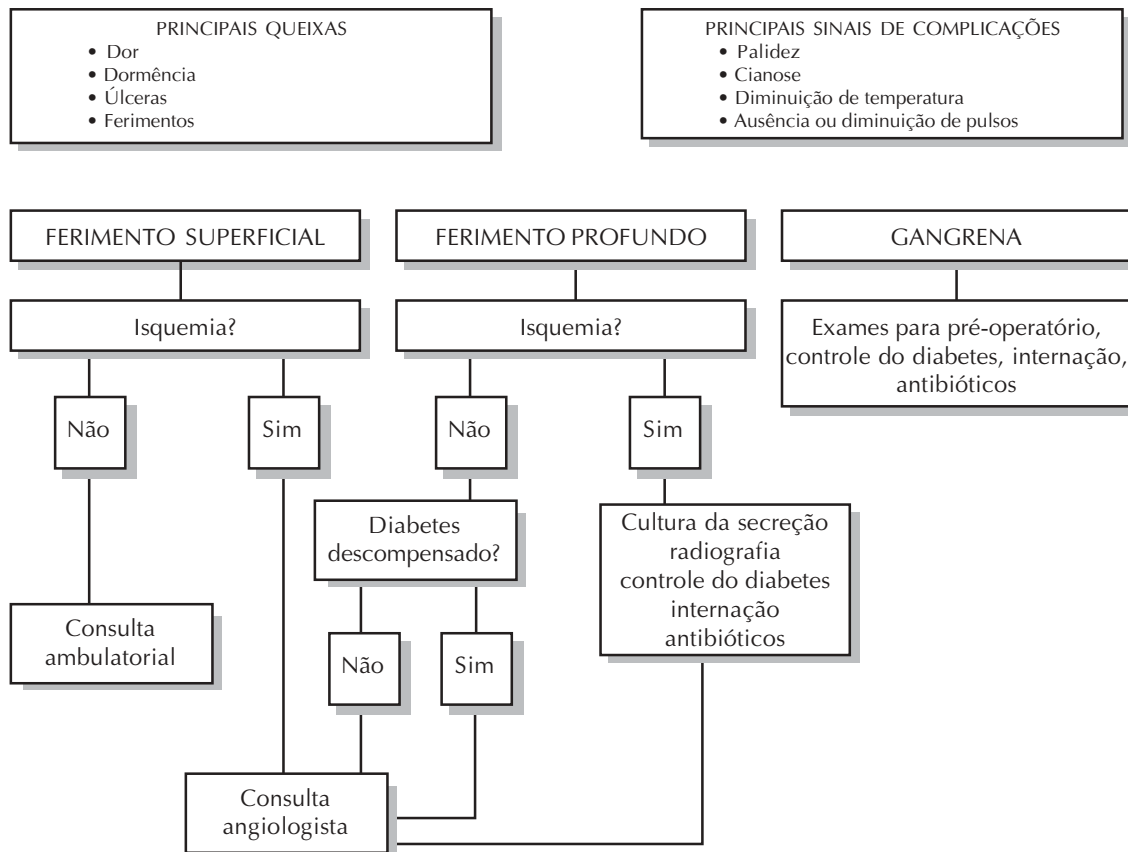 PRINCIPAIS QUEIXAS
• Dor
• Dormência
• Úlceras
• Ferimentos
PRINCIPAIS SINAIS DE COMPLICAÇÕES
• Palidez
• Cianose
• Diminuição de temperatura
• Ausência ou diminuição de pulsos
FERIMENTO SUPERFICIAL
FERIMENTO PROFUNDO
GANGRENA
Isquemia?
Isquemia?
Exames para pré-operatório,
controle do diabetes, internação,
antibióticos
Não
Sim
Não
Sim
Diabetes
descompensado?
Cultura da secreção
radiografia
controle do diabetes
internação
antibióticos
Consulta
ambulatorial
Não
Sim
Consulta
angiologista